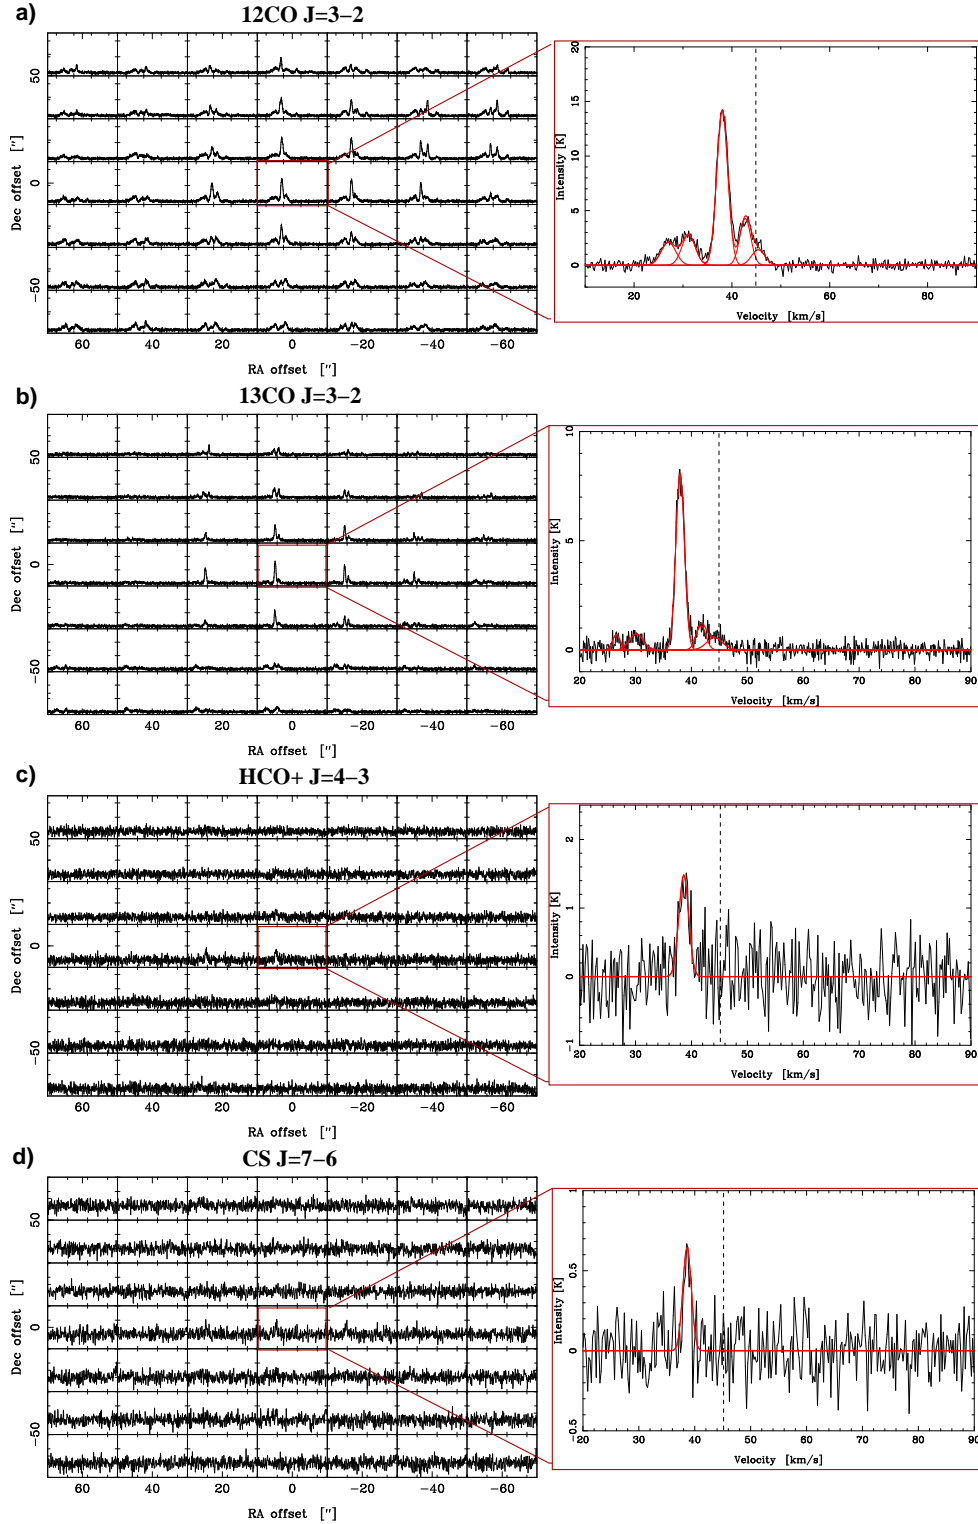 a)
12CO J=3−2
50
0
−50
Dec offset ["]
60 40 20 0 −20 −40 −60
RA offset ["]
20
15
10
5
0
Intensity [K]
20 40 60 80
Velocity [km/s]
b)
13CO J=3−2
50
0
−50
Dec offset ["]
60 40 20 0 −20 −40 −60
RA offset ["]
10
5
0
Intensity [K]
20 30 40 50 60 70 80 90
Velocity [km/s]
c)
HCO+ J=4−3
50
0
−50
Dec offset ["]
60 40 20 0 −20 −40 −60
RA offset ["]
2
1
0
−1
Intensity [K]
20 30 40 50 60 70 80 90
Velocity [km/s]
d)
CS J=7−6
50
0
−50
Dec offset ["]
60 40 20 0 −20 −40 −60
RA offset ["]
1
0.5
0
−0.5
Intensity [K]
20 30 40 50 60 70 80 90
Velocity [km/s]